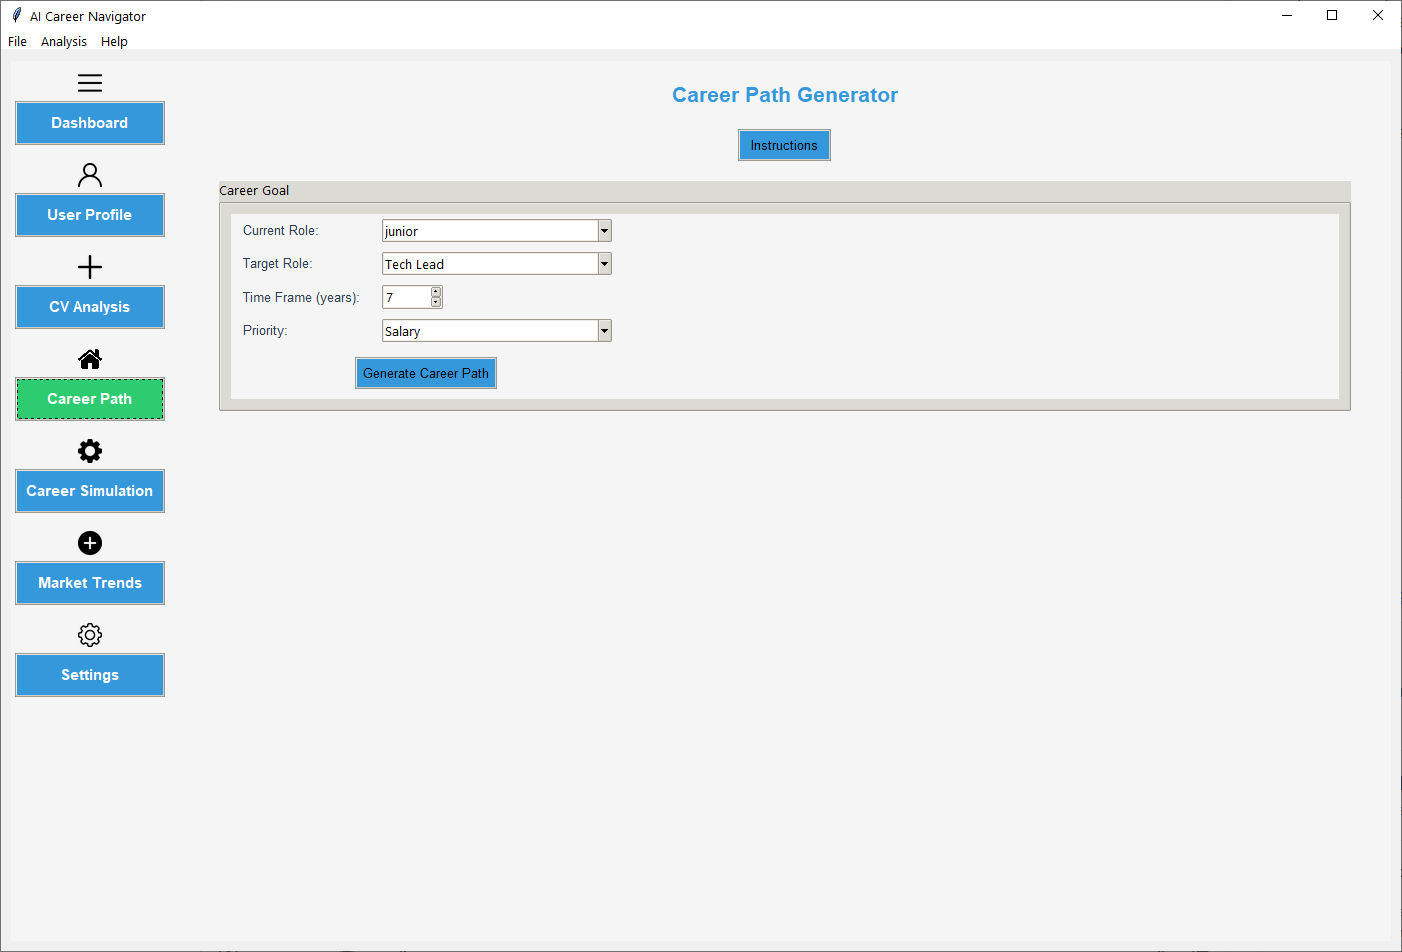 AI Career Navigator
File Analysis Help
Dashboard
User Profile
CV Analysis
Career Path
Career Simulation
Market Trends
Settings
Career Path Generator
Instructions
Career Goal
Current Role: junior
Target Role: Tech Lead
Time Frame (years): 7
Priority: Salary
Generate Career Path